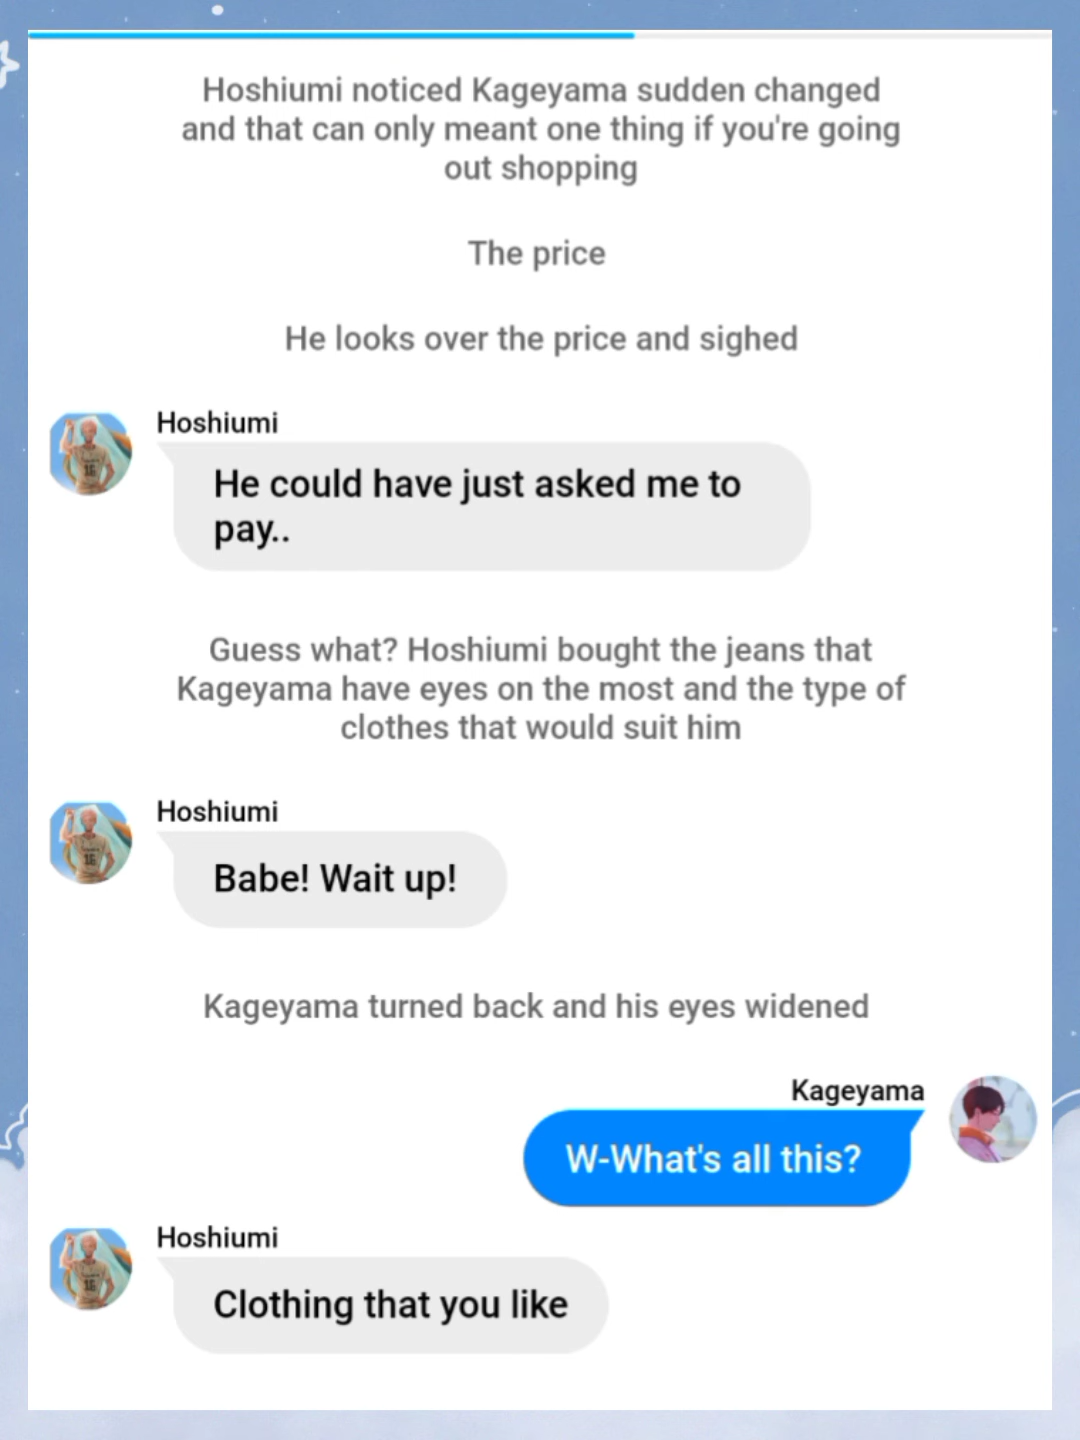 Hoshiumi noticed Kageyama sudden changed
and that can only meant one thing if you're going
out shopping
The price
He looks over the price and sighed
Hoshiumi
He could have just asked me to
pay..
Guess what? Hoshiumi bought the jeans that
Kageyama have eyes on the most and the type of
clothes that would suit him
Hoshiumi
Babe! Wait up!
Kageyama turned back and his eyes widened
Kageyama
W-What's all this?
Hoshiumi
Clothing that you like